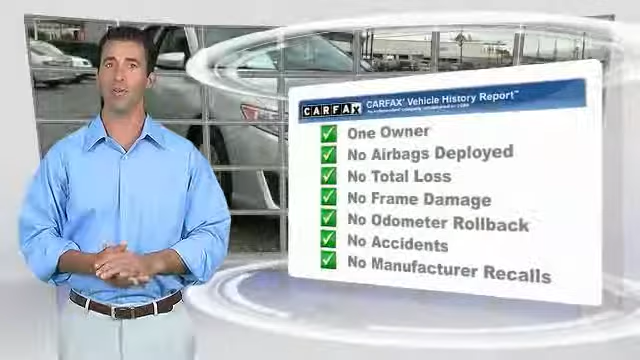 CARFAX CARFAX® Vehicle History Report™
One Owner
No Airbags Deployed
No Total Loss
No Frame Damage
No Odometer Rollback
No Accidents
No Manufacturer Recalls